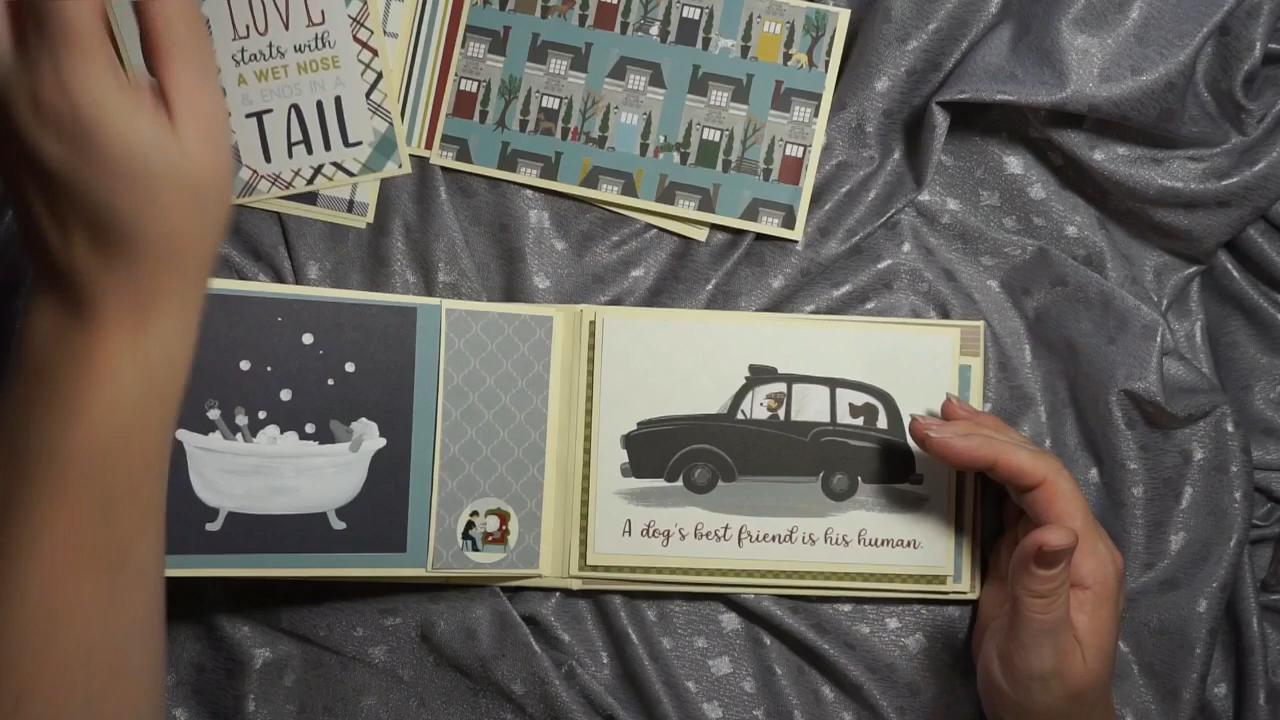 LOVE
starts with
A WET NOSE
& ENDS IN A
TAIL
A dog's best friend is his human.